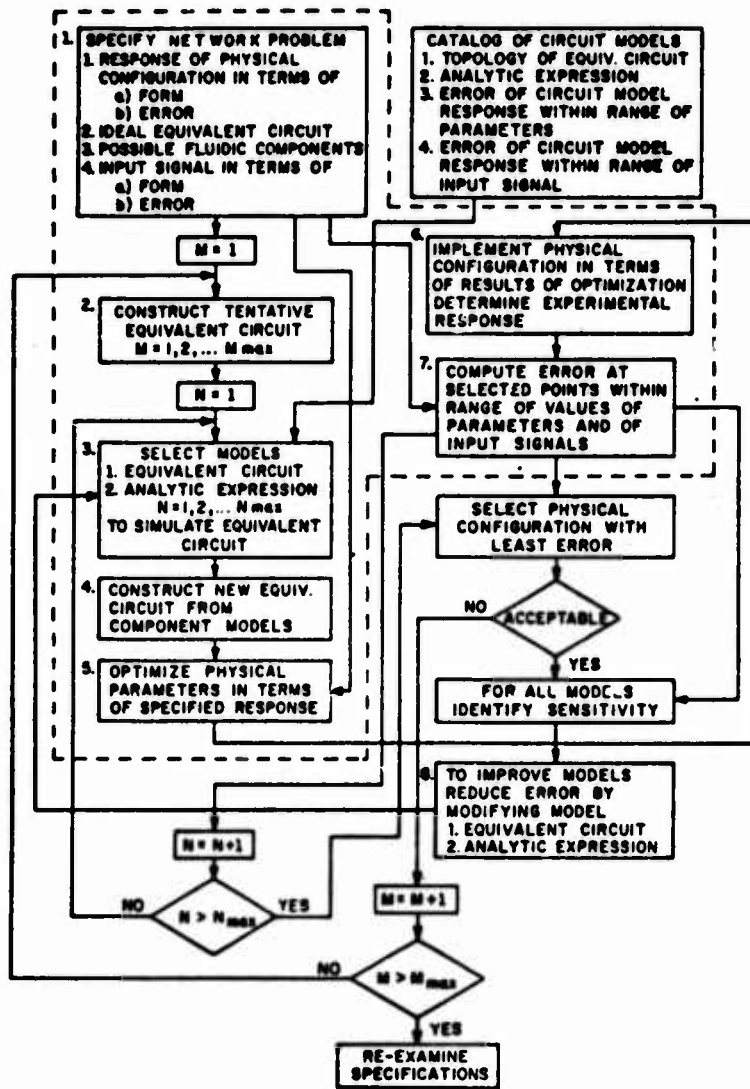 1. SPECIFY NETWORK PROBLEM
1. RESPONSE OF PHYSICAL
CONFIGURATION IN TERMS OF
a) FORM
b) ERROR
2. IDEAL EQUIVALENT CIRCUIT
3. POSSIBLE FLUIDIC COMPONENTS
4. INPUT SIGNAL IN TERMS OF
a) FORM
b) ERROR
CATALOG OF CIRCUIT MODELS
1. TOPOLOGY OF EQUIV. CIRCUIT
2. ANALYTIC EXPRESSION
3. ERROR OF CIRCUIT MODEL
RESPONSE WITHIN RANGE OF
PARAMETERS
4. ERROR OF CIRCUIT MODEL
RESPONSE WITHIN RANGE OF
INPUT SIGNAL
M = 1
2. CONSTRUCT TENTATIVE
EQUIVALENT CIRCUIT
M = 1, 2, ... M max
N = 1
3. SELECT MODELS
1. EQUIVALENT CIRCUIT
2. ANALYTIC EXPRESSION
N = 1, 2, ... N max
TO SIMULATE EQUIVALENT
CIRCUIT
4. CONSTRUCT NEW EQUIV.
CIRCUIT FROM
COMPONENT MODELS
5. OPTIMIZE PHYSICAL
PARAMETERS IN TERMS
OF SPECIFIED RESPONSE
6. IMPLEMENT PHYSICAL
CONFIGURATION IN TERMS
OF RESULTS OF OPTIMIZATION
DETERMINE EXPERIMENTAL
RESPONSE
7. COMPUTE ERROR AT
SELECTED POINTS WITHIN
RANGE OF VALUES OF
PARAMETERS AND OF
INPUT SIGNALS
SELECT PHYSICAL
CONFIGURATION WITH
LEAST ERROR
NO
ACCEPTABLE
YES
FOR ALL MODELS
IDENTIFY SENSITIVITY
8. TO IMPROVE MODELS
REDUCE ERROR BY
MODIFYING MODEL
1. EQUIVALENT CIRCUIT
2. ANALYTIC EXPRESSION
N = N+1
NO
N > N max
YES
M = M+1
NO
M > M max
YES
RE-EXAMINE
SPECIFICATIONS